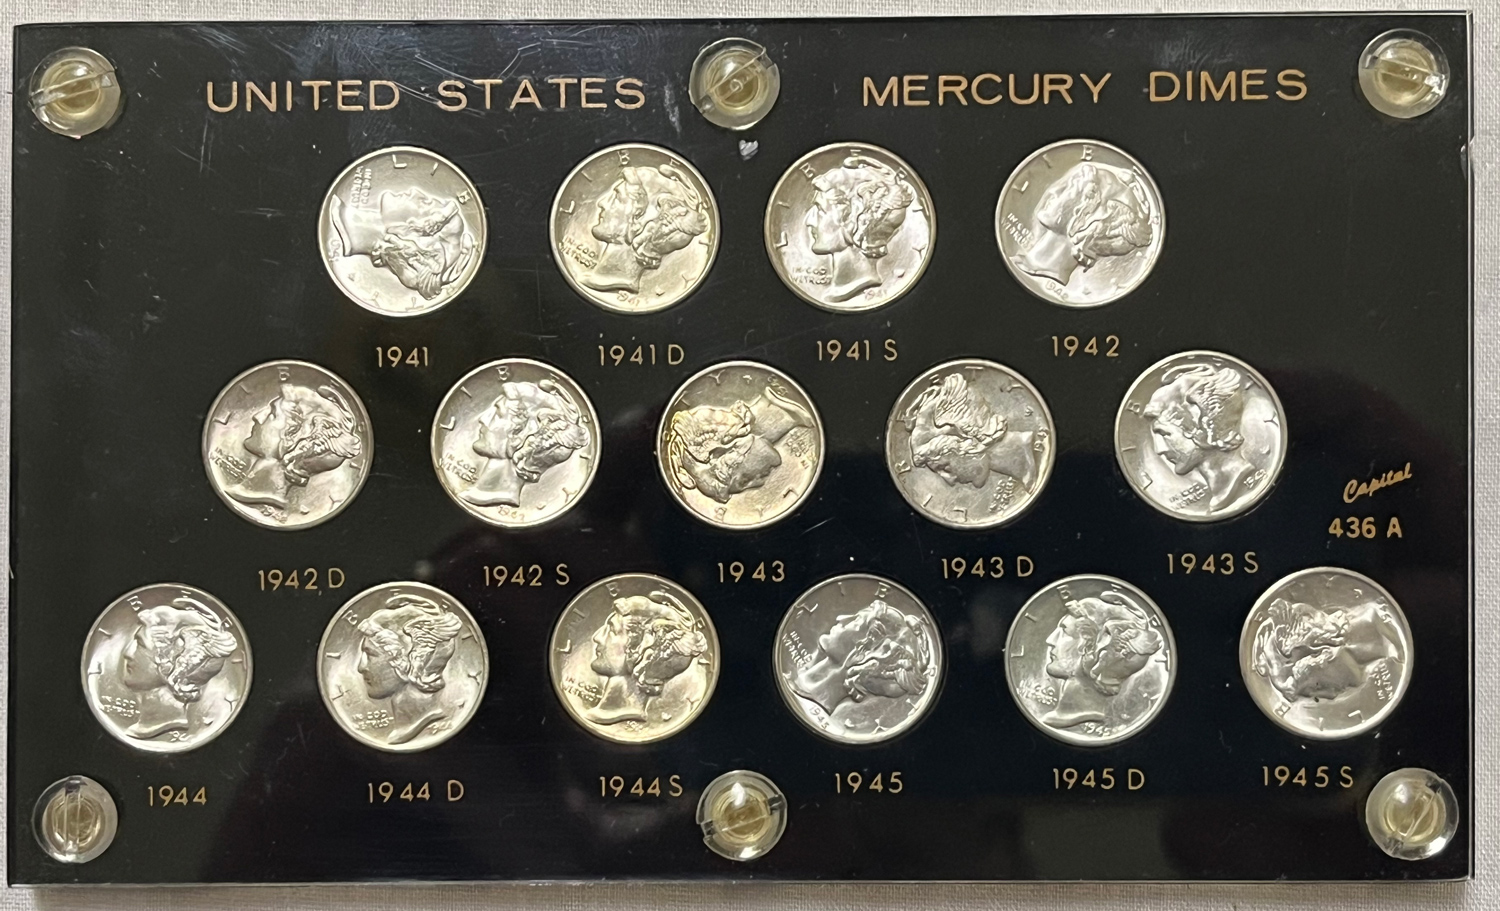 UNITED STATES MERCURY DIMES
1941 1941 D 1941 S 1942
1942 D 1942 S 1943 1943 D 1943 S
Capital
436 A
1944 1944 D 1944 S 1945 1945 D 1945 S